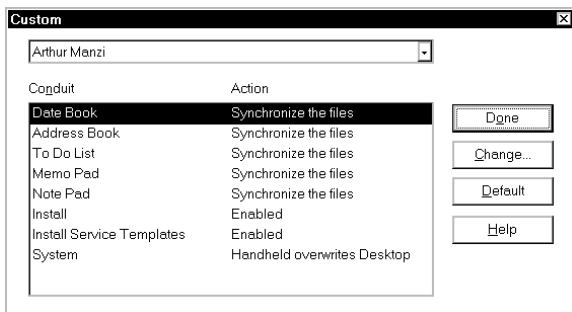 Custom
Arthur Manzi
Conduit Action
Date Book Synchronize the files
Address Book Synchronize the files
To Do List Synchronize the files
Memo Pad Synchronize the files
Note Pad Synchronize the files
Install Enabled
Install Service Templates Enabled
System Handheld overwrites Desktop
Done
Change...
Default
Help